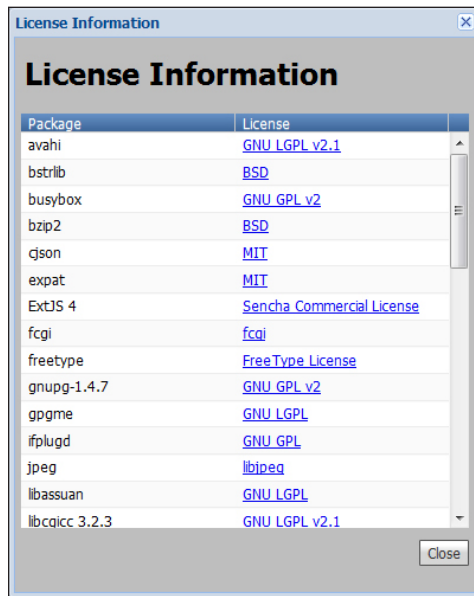 License Information
License Information
Package License
avahi GNU LGPL v2.1
bstrlib BSD
busybox GNU GPL v2
bzip2 BSD
cjson MIT
expat MIT
ExtJS 4 Sencha Commercial License
fcgi fcgi
freetype FreeType License
gnupg-1.4.7 GNU GPL v2
gpgme GNU LGPL
ifplugd GNU GPL
jpeg libjpeg
libassuan GNU LGPL
libcgicc 3.2.3 GNU LGPL v2.1
Close